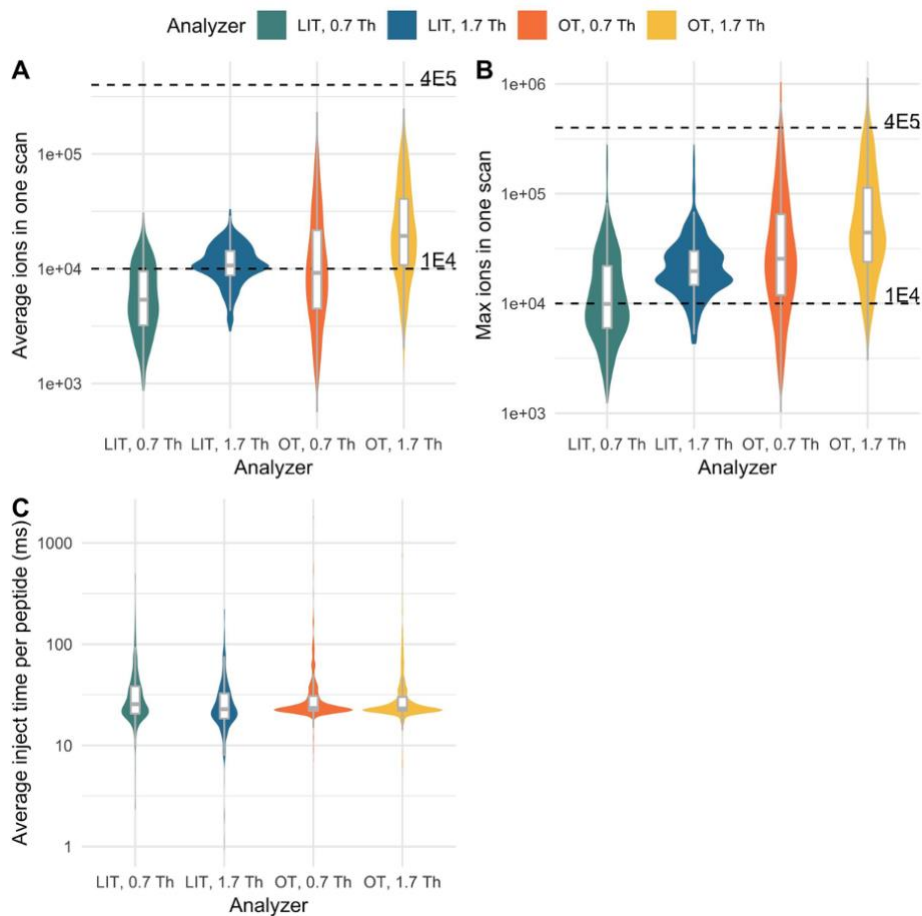 Analyzer LIT, 0.7 Th LIT, 1.7 Th OT, 0.7 Th OT, 1.7 Th
A
Average ions in one scan
4E5
1e+05
1E4
1e+04
1e+03
LIT, 0.7 Th LIT, 1.7 Th OT, 0.7 Th OT, 1.7 Th
Analyzer
B
Max ions in one scan
1e+06
4E5
1e+05
1E4
1e+04
1e+03
LIT, 0.7 Th LIT, 1.7 Th OT, 0.7 Th OT, 1.7 Th
Analyzer
C
Average inject time per peptide (ms)
1000
100
10
1
LIT, 0.7 Th LIT, 1.7 Th OT, 0.7 Th OT, 1.7 Th
Analyzer